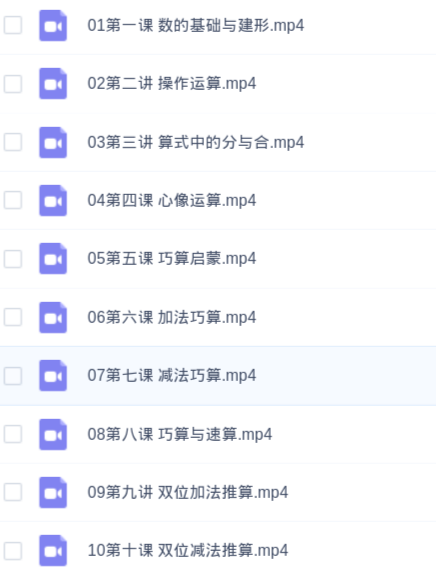 01第一课 数的基础与建形.mp4
02第二讲 操作运算.mp4
03第三讲 算式中的分与合.mp4
04第四课 心像运算.mp4
05第五课 巧算启蒙.mp4
06第六课 加法巧算.mp4
07第七课 减法巧算.mp4
08第八课 巧算与速算.mp4
09第九讲 双位加法推算.mp4
10第十课 双位减法推算.mp4